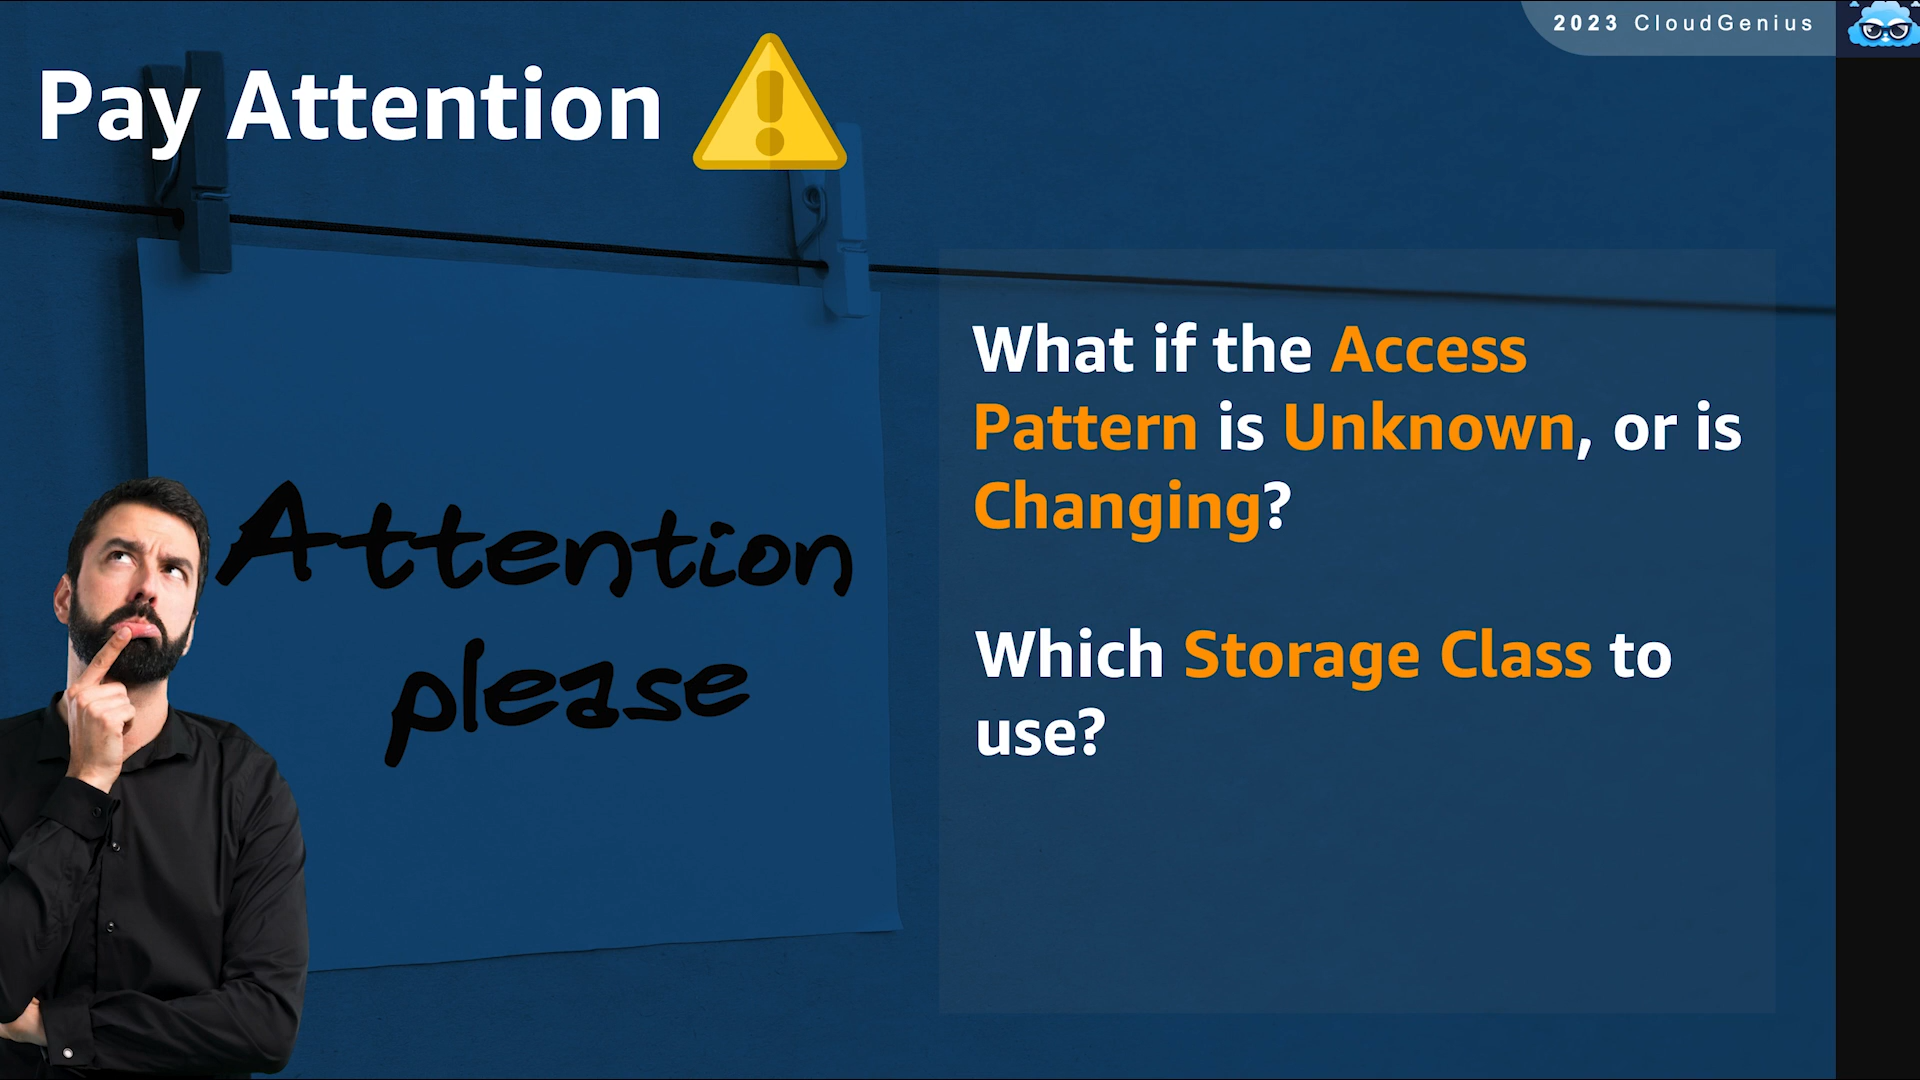 2023 CloudGenius
Pay Attention
Attention
please
What if the Access
Pattern is Unknown, or is
Changing?
Which Storage Class to
use?